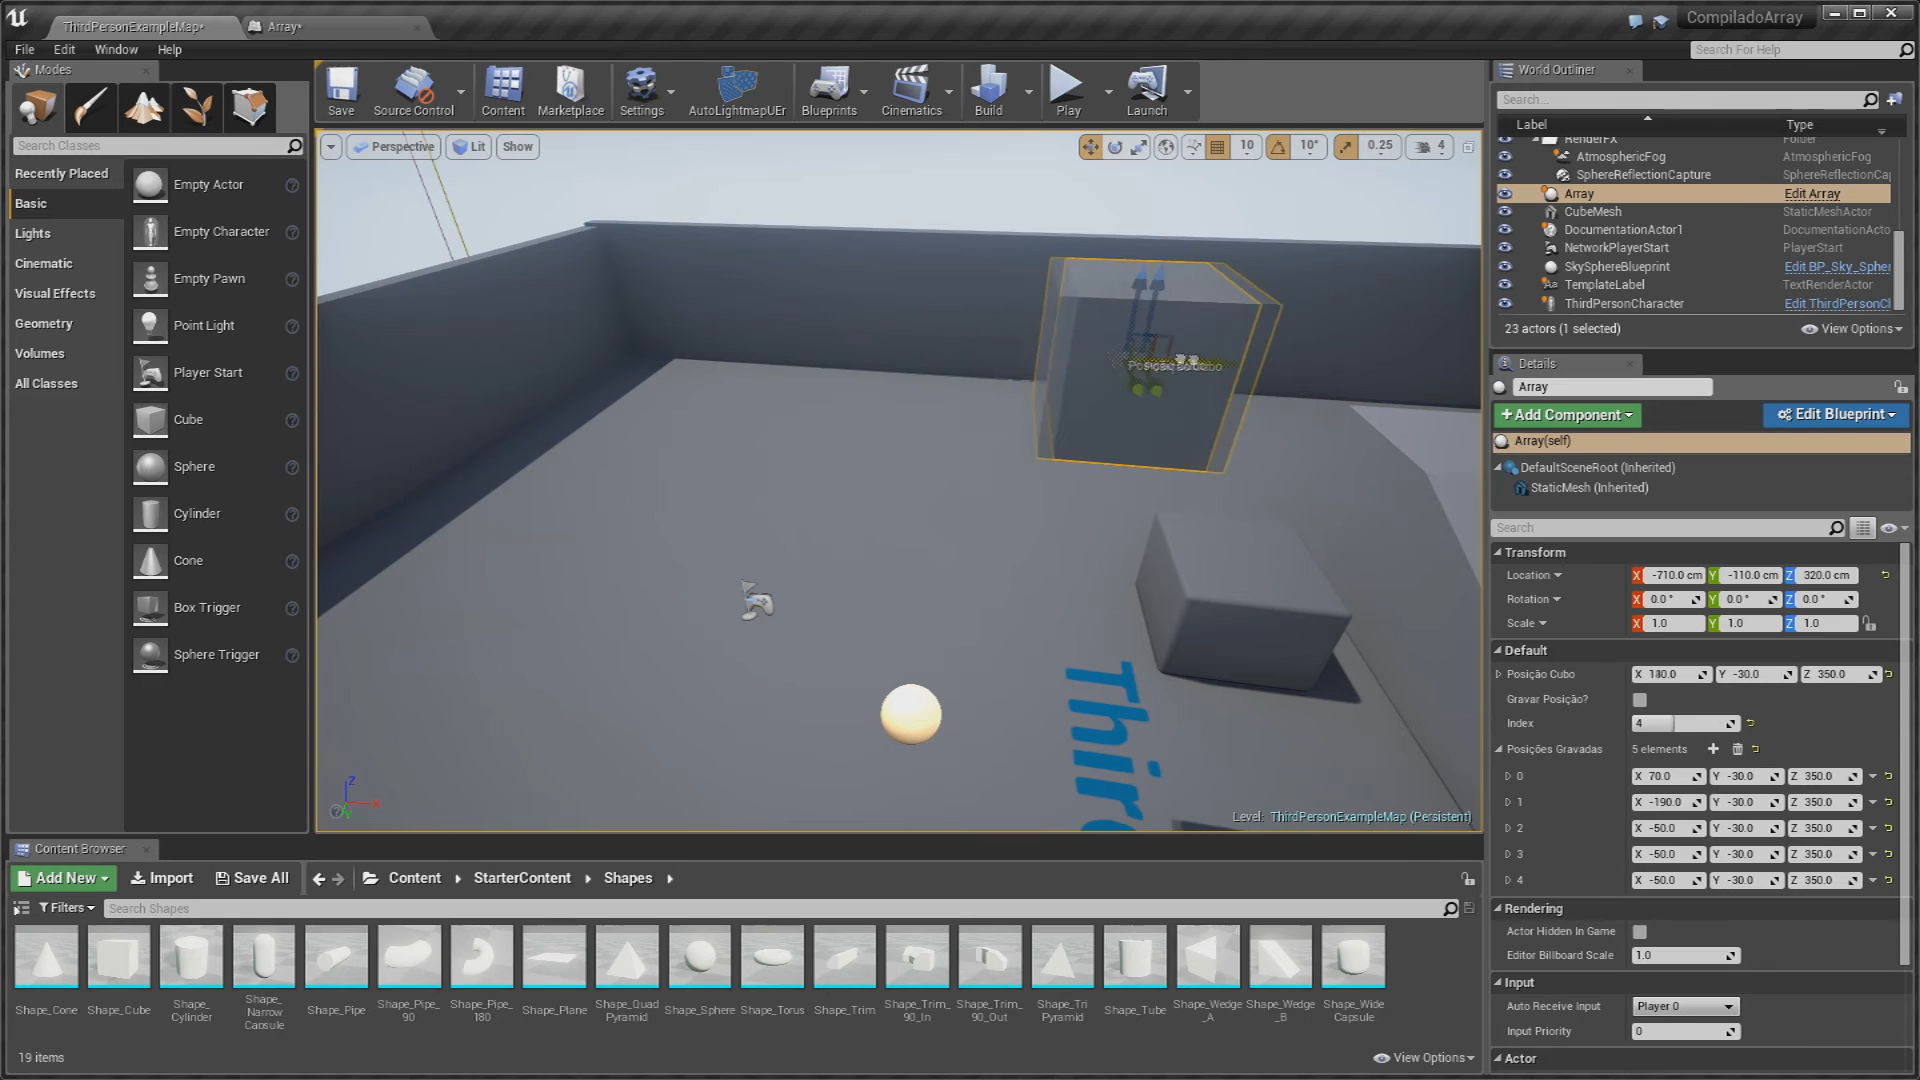 ThirdPersonExampleMap*
Array*
CompiladoArray
File
Edit
Window
Help
Search For Help
Modes
Search Classes
Recently Placed
Basic
Lights
Cinematic
Visual Effects
Geometry
Volumes
All Classes
Empty Actor
Empty Character
Empty Pawn
Point Light
Player Start
Cube
Sphere
Cylinder
Cone
Box Trigger
Sphere Trigger
Save
Source Control
Content
Marketplace
Settings
AutoLightmapUEr
Blueprints
Cinematics
Build
Play
Launch
Perspective
Lit
Show
10
10°
0.25
4
Level: ThirdPersonExampleMap (Persistent)
World Outliner
Search...
Label
Type
RenderFX
Folder
AtmosphericFog
AtmosphericFog
SphereReflectionCapture
SphereReflectionCa
Array
Edit Array
CubeMesh
StaticMeshActor
DocumentationActor1
DocumentationActo
NetworkPlayerStart
PlayerStart
SkySphereBlueprint
Edit BP_Sky_Spher
TemplateLabel
TextRenderActor
ThirdPersonCharacter
Edit ThirdPersonCl
23 actors (1 selected)
View Options
Details
Array
+Add Component
Edit Blueprint
Array(self)
DefaultSceneRoot (Inherited)
StaticMesh (Inherited)
Search
Transform
Location X -710.0 cm Y -110.0 cm Z 320.0 cm
Rotation X 0.0 ° Y 0.0 ° Z 0.0 °
Scale X 1.0 Y 1.0 Z 1.0
Default
Posição Cubo X 180.0 Y -30.0 Z 350.0
Gravar Posição?
Index 4
Posições Gravadas 5 elements
0 X 70.0 Y -30.0 Z 350.0
1 X -190.0 Y -30.0 Z 350.0
2 X -50.0 Y -30.0 Z 350.0
3 X -50.0 Y -30.0 Z 350.0
4 X -50.0 Y -30.0 Z 350.0
Rendering
Actor Hidden In Game
Editor Billboard Scale 1.0
Input
Auto Receive Input Player 0
Input Priority 0
Actor
Thir
Content Browser
Add New
Import
Save All
Content
StarterContent
Shapes
Filters
Search Shapes
Shape_Cone
Shape_Cube
Shape_
Cylinder
Shape_
Narrow
Capsule
Shape_Pipe
Shape_Pipe_
90
Shape_Pipe_
180
Shape_Plane
Shape_Quad
Pyramid
Shape_Sphere
Shape_Torus
Shape_Trim
Shape_Trim_
90_In
Shape_Trim_
90_Out
Shape_Tri
Pyramid
Shape_Tube
Shape_Wedge_
A
Shape_Wedge_
B
Shape_Wide
Capsule
19 items
View Options